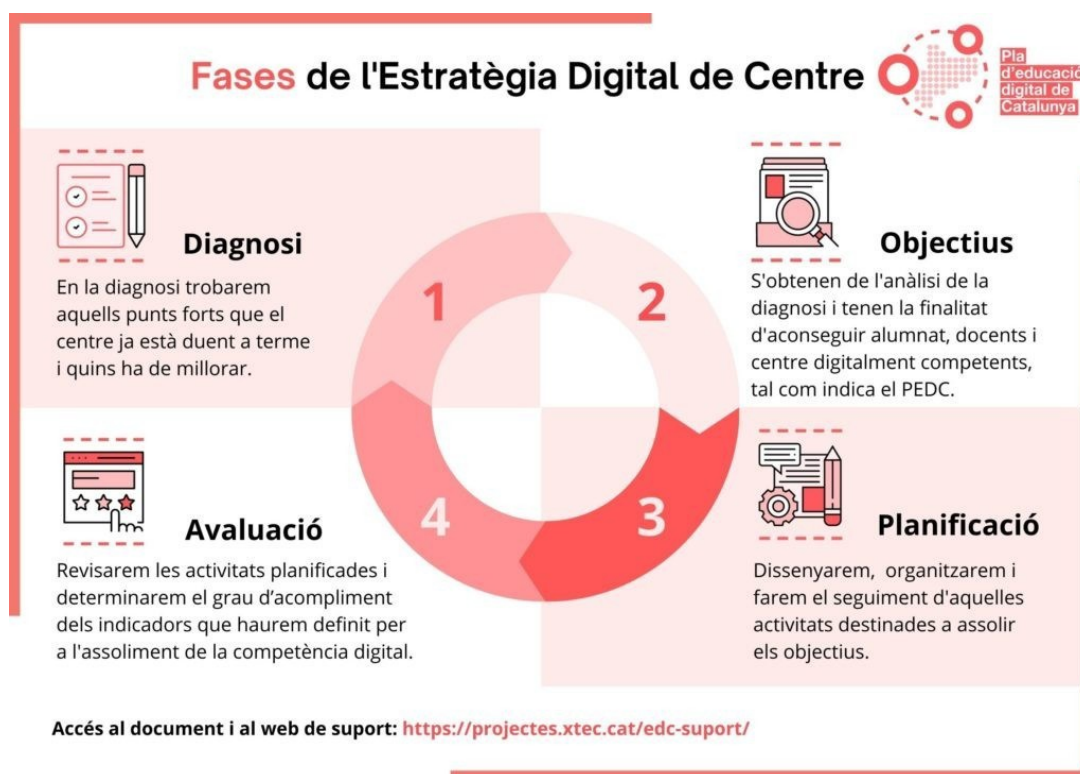 Fases de l'Estratègia Digital de Centre
Pla
d'educació
digital de
Catalunya
1
Diagnosi
En la diagnosi trobarem
aquells punts forts que el
centre ja està duent a terme
i quins ha de millorar.
2
Objectius
S'obtenen de l'anàlisi de la
diagnosi i tenen la finalitat
d'aconseguir alumnat, docents i
centre digitalment competents,
tal com indica el PEDC.
3
Planificació
Dissenyarem, organitzarem i
farem el seguiment d'aquelles
activitats destinades a assolir
els objectius.
4
Avaluació
Revisarem les activitats planificades i
determinarem el grau d’acompliment
dels indicadors que haurem definit per
a l'assoliment de la competència digital.
Accés al document i al web de suport: https://projectes.xtec.cat/edc-suport/